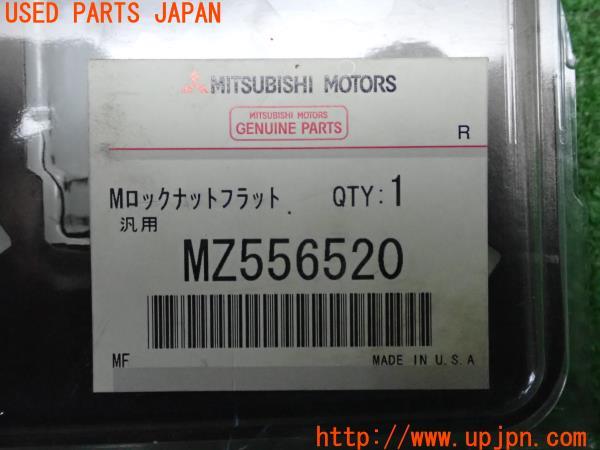 USED PARTS JAPAN
MITSUBISHI MOTORS
MITSUBISHI MOTORS
GENUINE PARTS
R
Mロックナットフラット. QTY:1
汎用
MZ556520
MF MADE IN U.S.A
http://www.upjpn.com